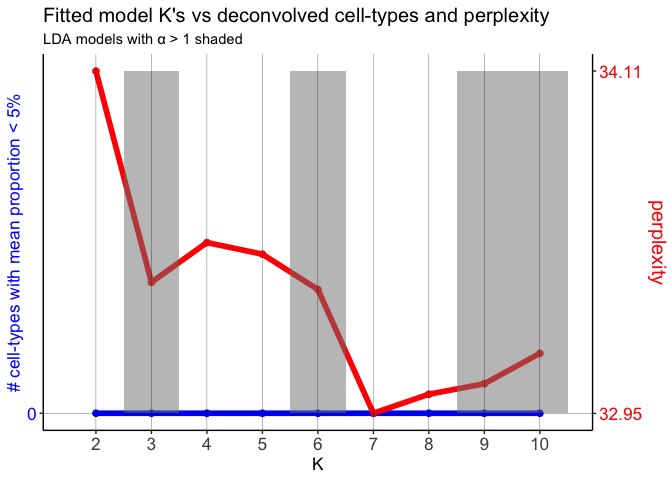 Fitted model K's vs deconvolved cell-types and perplexity
LDA models with α > 1 shaded
# cell-types with mean proportion < 5%
0
34.11
32.95
perplexity
2 3 4 5 6 7 8 9 10
K